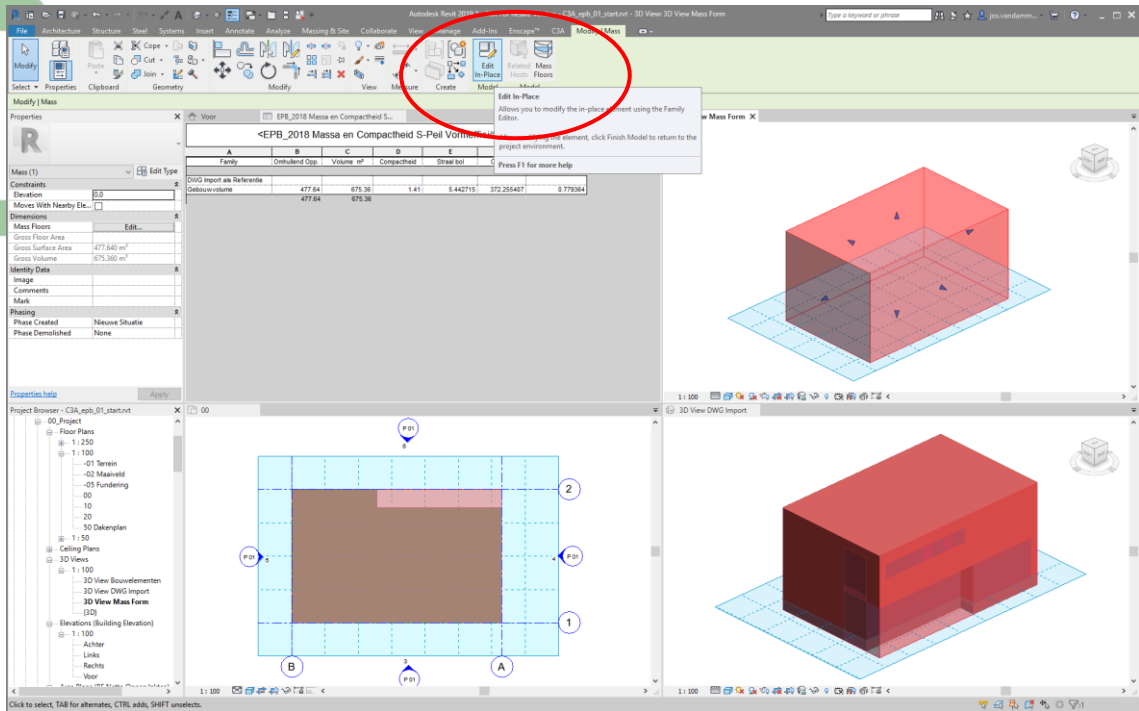 Autodesk Revit 2019.2
C3A_epb_01_start.rvt - 3D View: 3D View Mass Form
Type a keyword or phrase
jos.vandamm...
File Architecture Structure Steel Systems Insert Annotate Analyze Massing & Site Collaborate View Manage Add-Ins Enscape™ C3A Modify | Mass
Modify
Paste
Cope
Cut
Join
Edit In-Place
Related Hosts
Mass Floors
Select Properties Clipboard Geometry Modify View Measure Create Model Model
Modify | Mass
Edit In-Place
Allows you to modify the in-place element using the Family Editor.
element, click Finish Model to return to the project environment.
Press F1 for more help
Properties
R
Mass (1)
Edit Type
Constraints
Elevation 0.0
Moves With Nearby Ele...
Dimensions
Mass Floors Edit...
Gross Floor Area
Gross Surface Area 477.640 m²
Gross Volume 675.360 m³
Identity Data
Image
Comments
Mark
Phasing
Phase Created Nieuwe Situatie
Phase Demolished None
Properties help
Apply
Voor
EPB_2018 Massa en Compactheid S...
<EPB_2018 Massa en Compactheid S-Peil
A B C D E
Family Omhullend Opp. Volume m³ Compactheid Straal bol
DWG Import als Referentie
Gebouwvolume 477.64 675.36 1.41 5.442715 372.255407 0.779364
477.64 675.36
Mass Form
1 : 100
Project Browser - C3A_epb_01_start.rvt
00_Project
Floor Plans
1 : 250
1 : 100
-01 Terrein
-02 Maaiveld
-05 Fundering
00
10
20
50 Dakenplan
1 : 50
Ceiling Plans
3D Views
1 : 100
3D View Bouwelementen
3D View DWG Import
3D View Mass Form
{3D}
Elevations (Building Elevation)
1 : 100
Achter
Links
Rechts
Voor
00
P 01
6
2
P 01
5
4
P 01
1
B
3
P 01
A
1 : 100
3D View DWG Import
1 : 100
Click to select, TAB for alternates, CTRL adds, SHIFT unselects.
:1